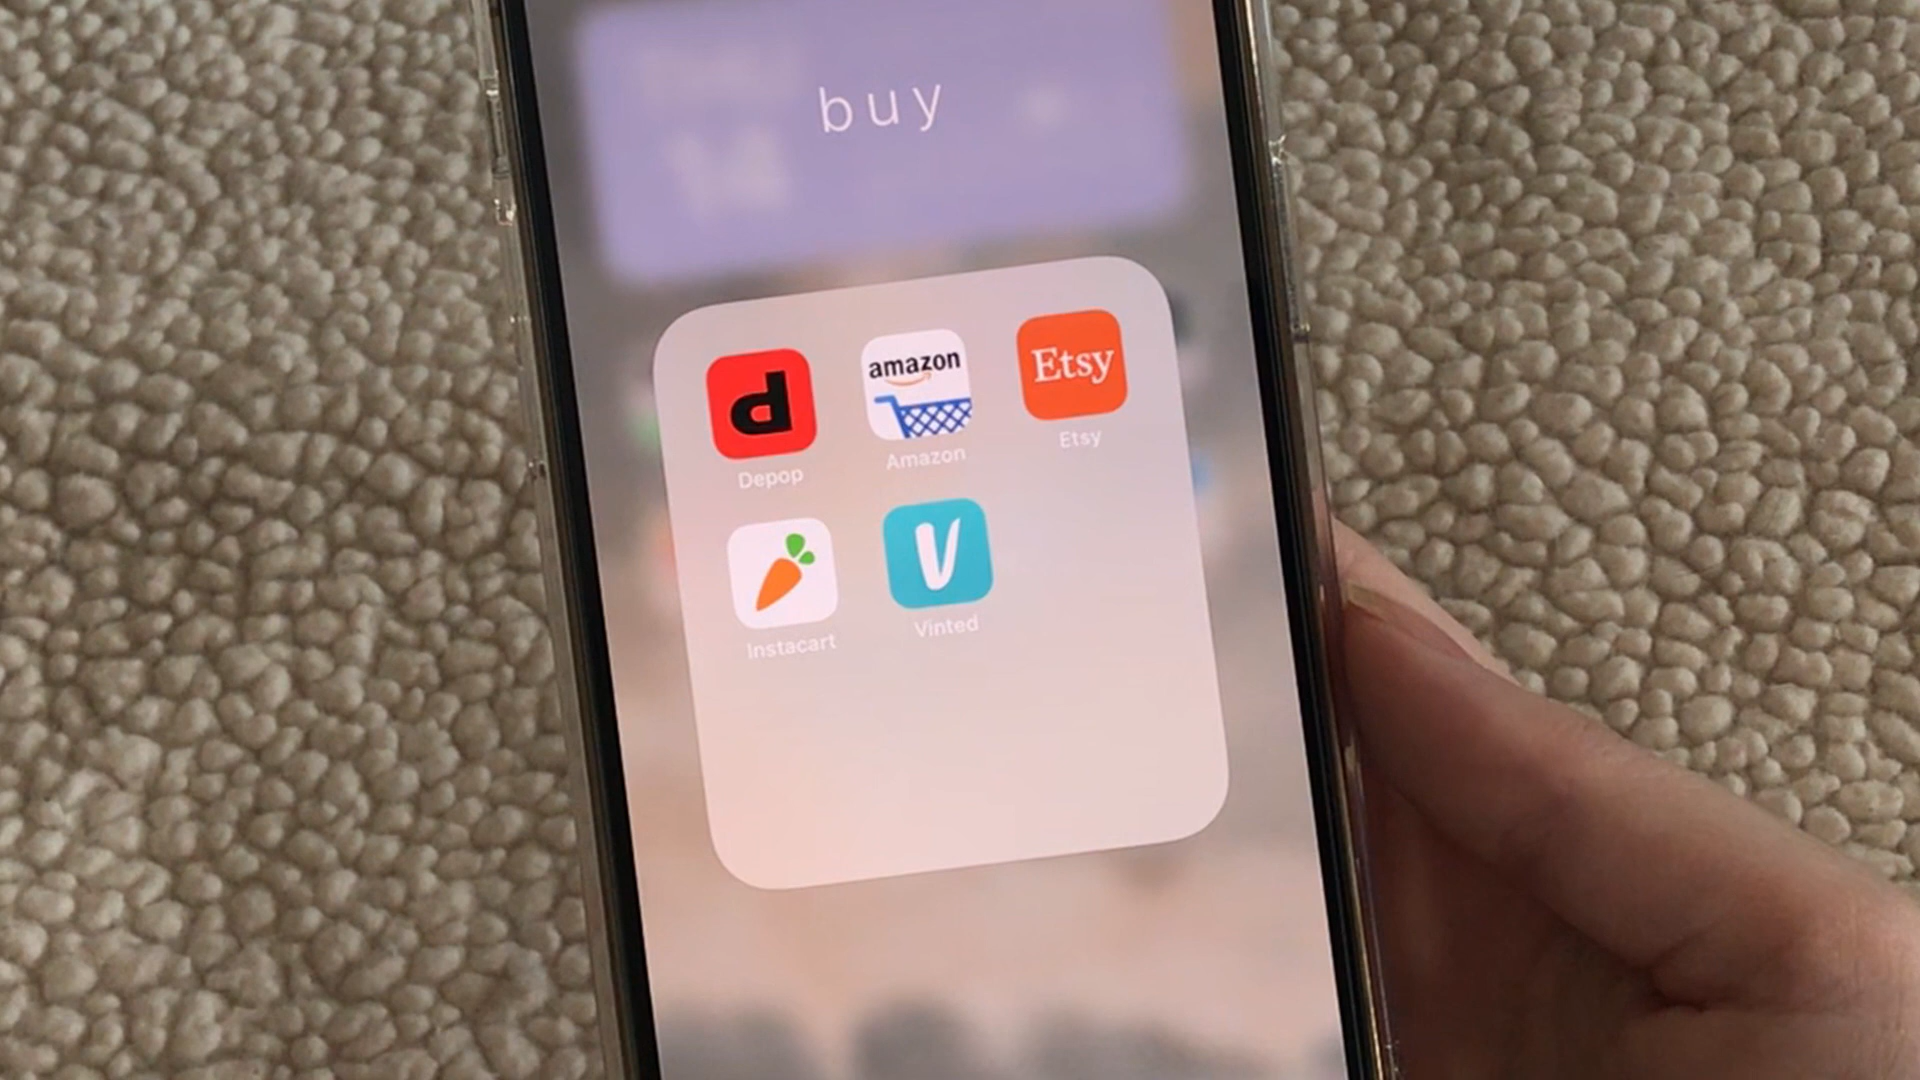 buy
d
amazon
Etsy
Depop
Amazon
Etsy
V
Instacart
Vinted